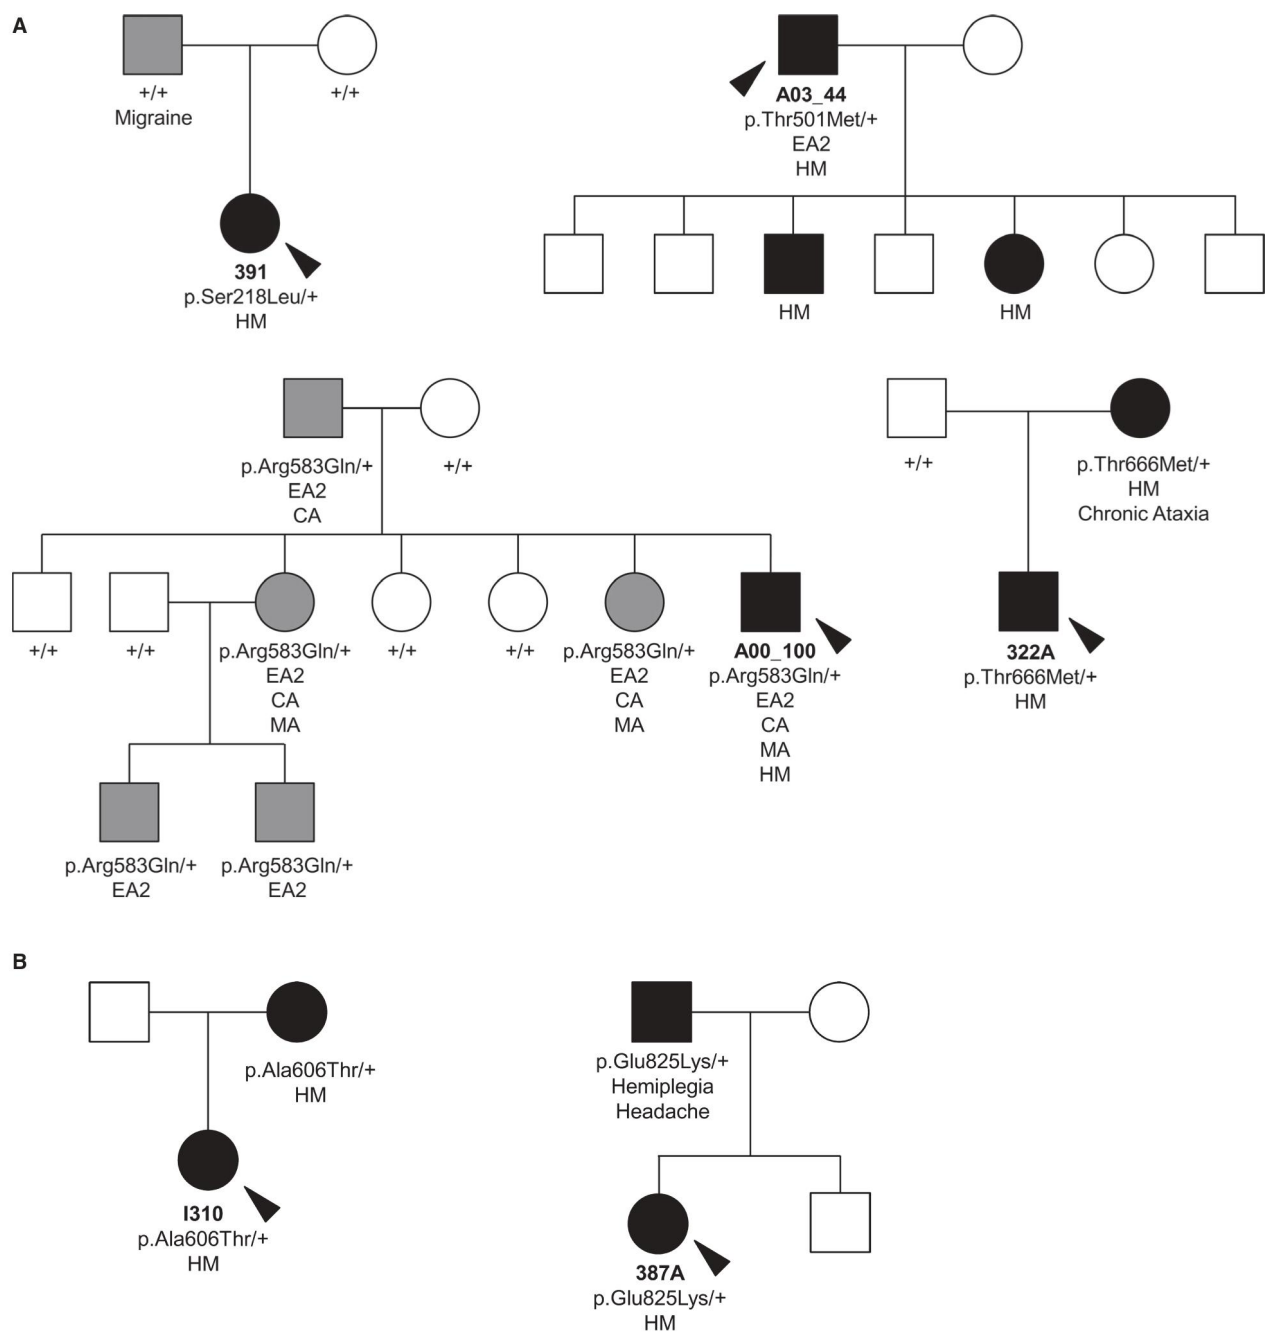 A
+/+
Migraine
+/+
391
p.Ser218Leu/+
HM
A03_44
p.Thr501Met/+
EA2
HM
HM
HM
p.Arg583Gln/+
EA2
CA
+/+
+/+
+/+
p.Arg583Gln/+
EA2
CA
MA
+/+
+/+
p.Arg583Gln/+
EA2
CA
MA
A00_100
p.Arg583Gln/+
EA2
CA
MA
HM
p.Arg583Gln/+
EA2
p.Arg583Gln/+
EA2
+/+
p.Thr666Met/+
HM
Chronic Ataxia
322A
p.Thr666Met/+
HM
B
p.Ala606Thr/+
HM
I310
p.Ala606Thr/+
HM
p.Glu825Lys/+
Hemiplegia
Headache
387A
p.Glu825Lys/+
HM